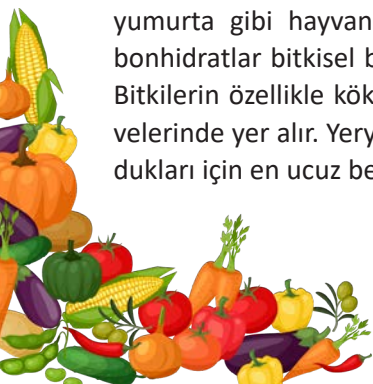 yumurta gibi hayvan
bonhidratlar bitkisel b
Bitkilerin özellikle kök
velerinde yer alır. Yery
dukları için en ucuz be